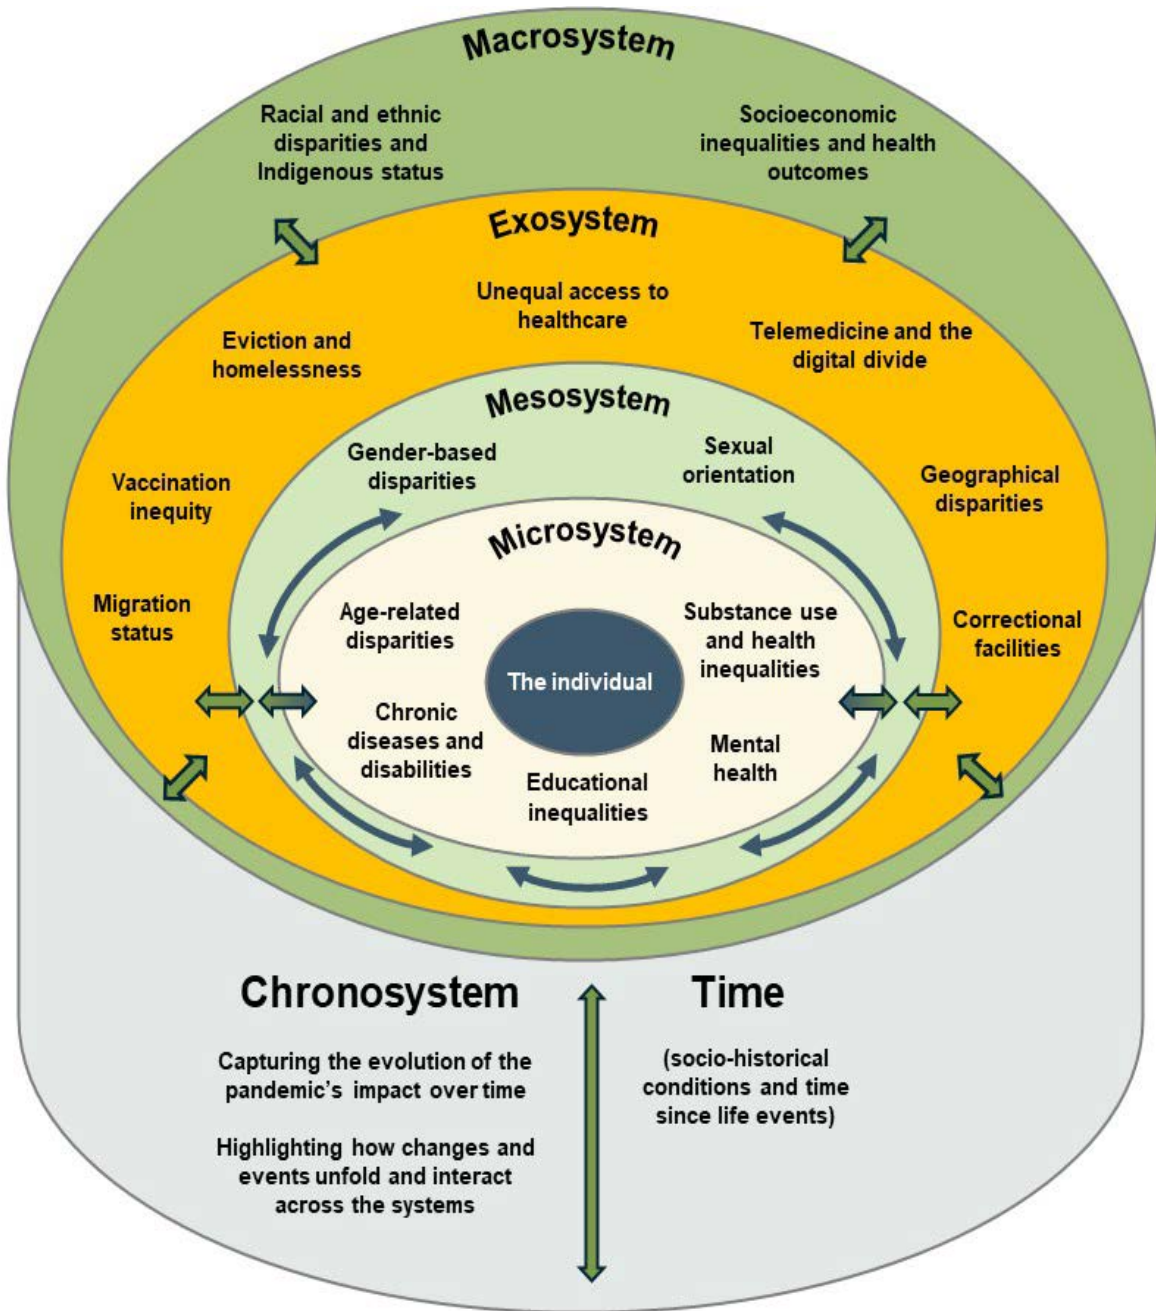 Macrosystem
Racial and ethnic
disparities and
Indigenous status
Socioeconomic
inequalities and health
outcomes
Exosystem
Unequal access to
healthcare
Eviction and
homelessness
Telemedicine and the
digital divide
Vaccination
inequity
Geographical
disparities
Migration
status
Correctional
facilities
Mesosystem
Gender-based
disparities
Sexual
orientation
Microsystem
Age-related
disparities
Substance use
and health
inequalities
The individual
Chronic
diseases and
disabilities
Mental
health
Educational
inequalities
Chronosystem
Capturing the evolution of the
pandemic's impact over time
Highlighting how changes and
events unfold and interact
across the systems
Time
(socio-historical
conditions and time
since life events)